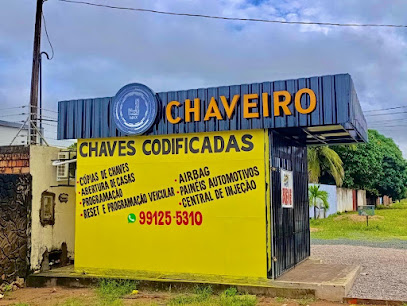 CHAVEIRO
CHAVES CODIFICADAS
• CÓPIAS DE CHAVES
• ABERTURA DE CASAS
• PROGRAMAÇÃO
• RESET E PROGRAMAÇÃO VEICULAR
• AIRBAG
• PAINÉIS AUTOMOTIVOS
• CENTRAL DE INJEÇÃO
99125-5310